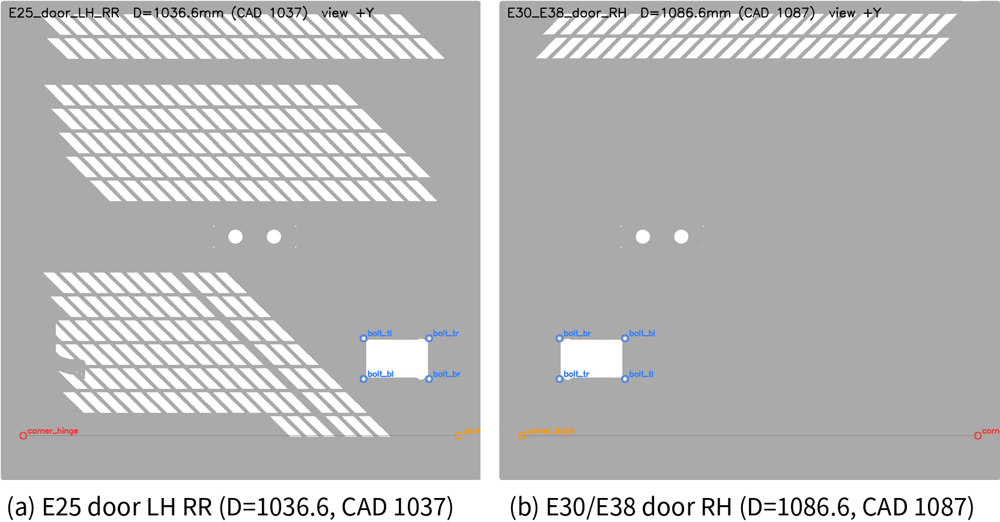 E25_door_LH_RR D=1036.6mm (CAD 1037) view +Y
bolt_tl
bolt_tr
bolt_bl
bolt_br
corner_hinge
corn
(a) E25 door LH RR (D=1036.6, CAD 1037)
E30_E38_door_RH D=1086.6mm (CAD 1087) view +Y
bolt_br
bolt_bl
bolt_tr
bolt_tl
corner_latch
corn
(b) E30/E38 door RH (D=1086.6, CAD 1087)